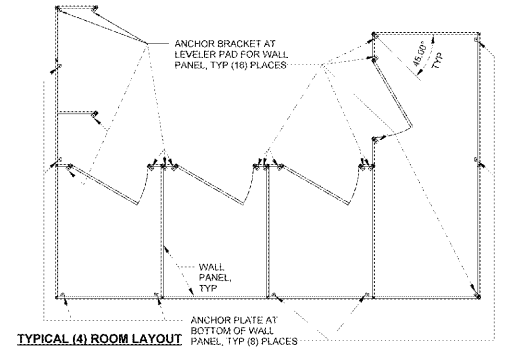 ANCHOR BRACKET AT
LEVELER PAD FOR WALL
PANEL, TYP (18) PLACES
45.00°
TYP
WALL
PANEL,
TYP
ANCHOR PLATE AT
BOTTOM OF WALL
PANEL, TYP (8) PLACES
TYPICAL (4) ROOM LAYOUT